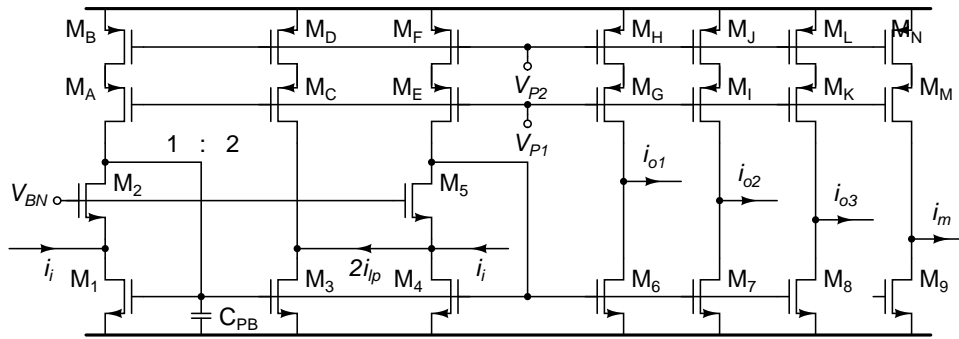 M_B M_D M_F M_H M_J M_L M_N
V_P2
M_A M_C M_E M_G M_I M_K M_M
V_P1
1 : 2
i_o1
V_BN M_2 M_5 i_o2
i_o3 i_m
i_i 2i_lp i_i
M_1 M_3 M_4 M_6 M_7 M_8 M_9
C_PB